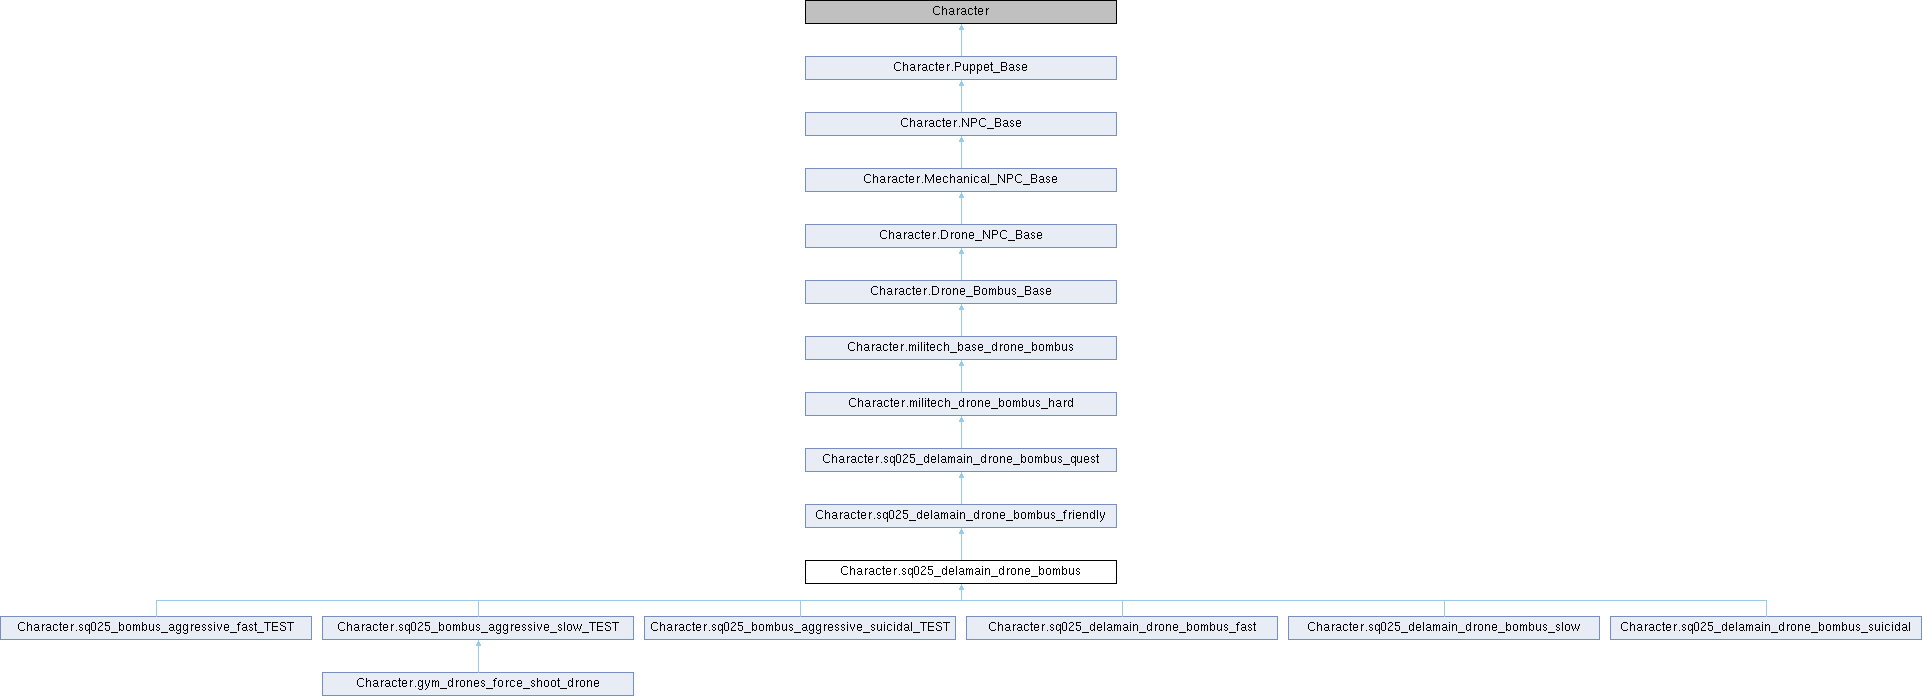 Character
Character.Puppet_Base
Character.NPC_Base
Character.Mechanical_NPC_Base
Character.Drone_NPC_Base
Character.Drone_Bombus_Base
Character.militech_base_drone_bombus
Character.militech_drone_bombus_hard
Character.sq025_delamain_drone_bombus_quest
Character.sq025_delamain_drone_bombus_friendly
Character.sq025_delamain_drone_bombus
Character.sq025_bombus_aggressive_fast_TEST
Character.sq025_bombus_aggressive_slow_TEST
Character.sq025_bombus_aggressive_suicidal_TEST
Character.sq025_delamain_drone_bombus_fast
Character.sq025_delamain_drone_bombus_slow
Character.sq025_delamain_drone_bombus_suicidal
Character.gym_drones_force_shoot_drone